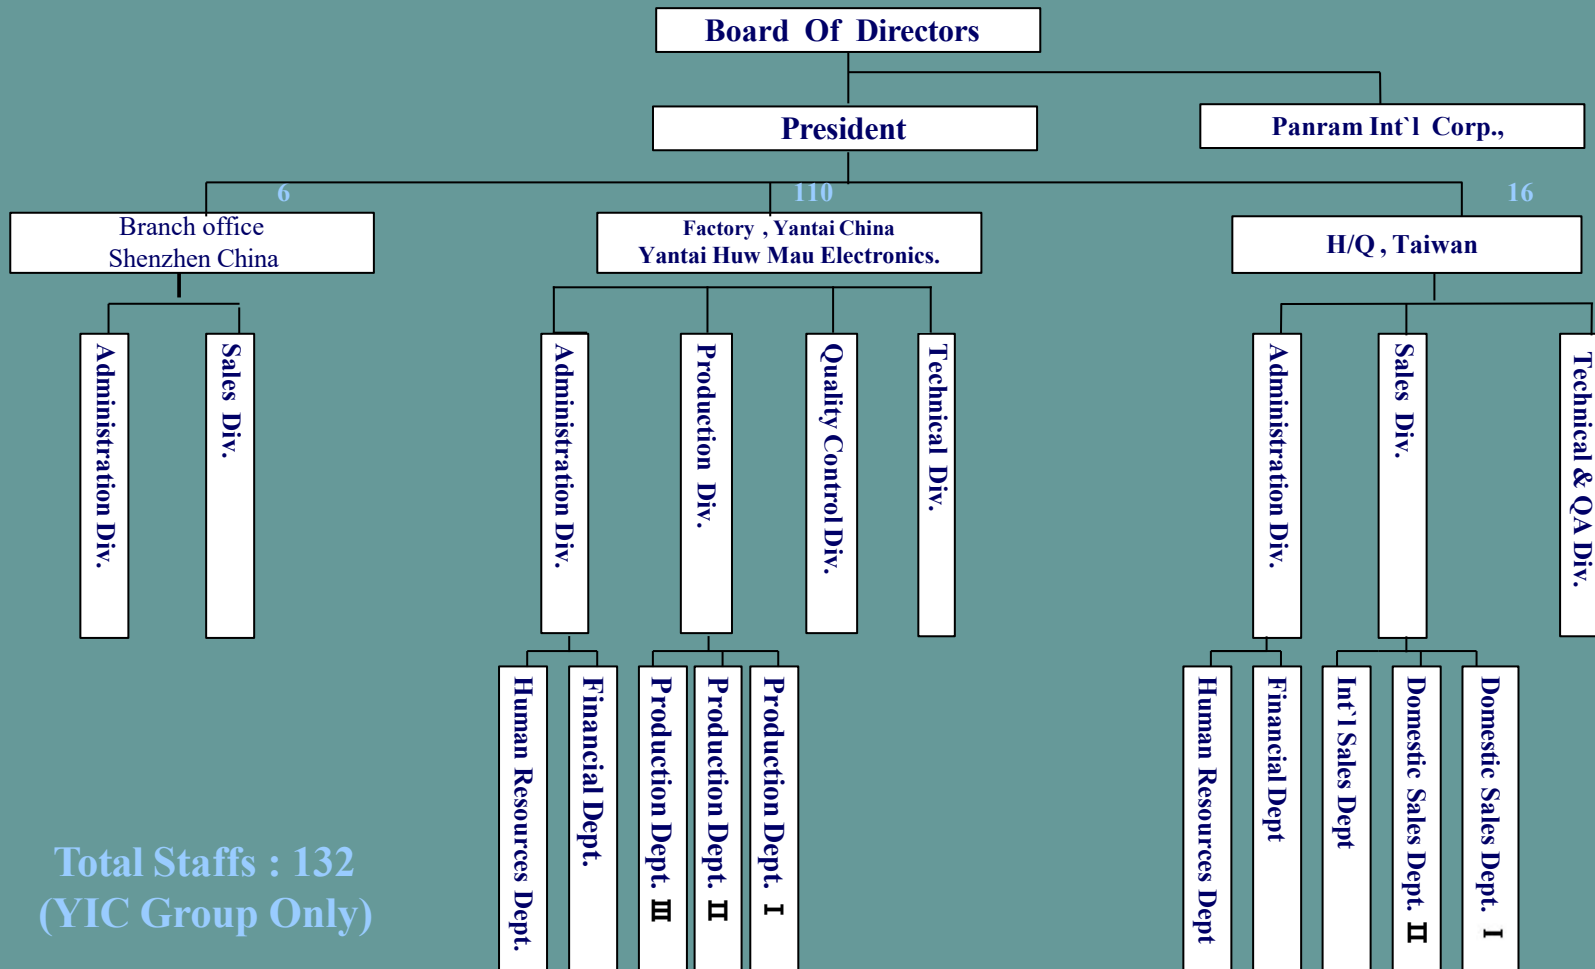 Board Of Directors
President
Panram Int`l Corp.,
6
110
16
Branch office
Shenzhen China
Factory , Yantai China
Yantai Huw Mau Electronics.
H/Q , Taiwan
Administration Div.
Sales Div.
Administration Div.
Production Div.
Quality Control Div.
Technical Div.
Administration Div.
Sales Div.
Technical & QA Div.
Human Resources Dept.
Financial Dept.
Production Dept. Ⅲ
Production Dept. Ⅱ
Production Dept. Ⅰ
Human Resources Dept
Financial Dept
Int`l Sales Dept
Domestic Sales Dept. Ⅱ
Domestic Sales Dept. Ⅰ
Total Staffs : 132
(YIC Group Only)